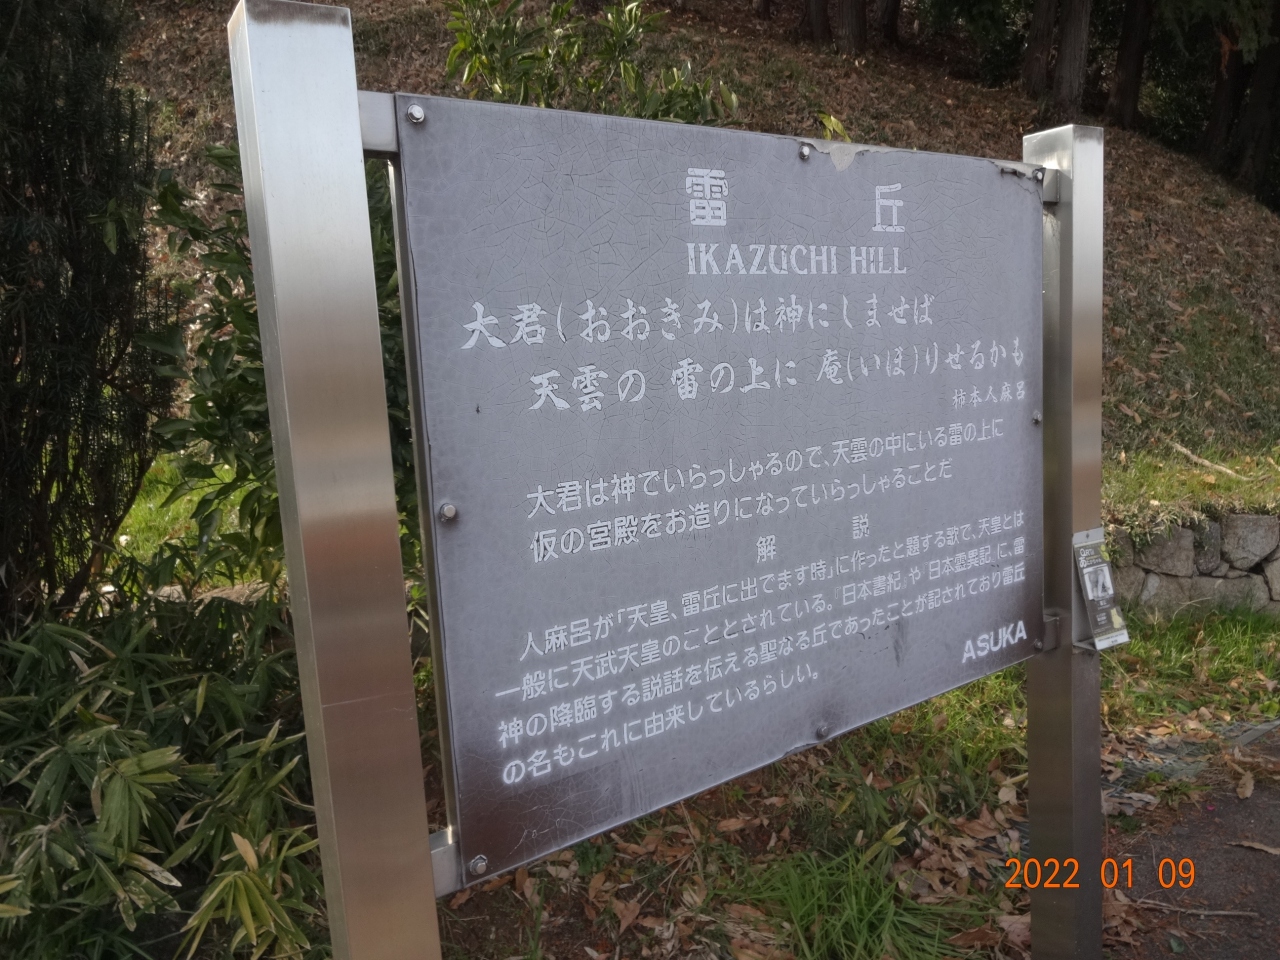 雷 丘
IKAZUCHI HILL
大君(おおきみ)は神にしませば
天雲の 雷の上に 庵(いほ)りせるかも
柿本人麻呂
大君は神でいらっしゃるので、天雲の中にいる雷の上に
仮の宮殿をお造りになっていらっしゃることだ
解 説
人麻呂が「天皇、雷丘に出でます時」に作ったと題する歌で、天皇とは
一般に天武天皇のこととされている。『日本書紀』や『日本霊異記』に、雷
神の降臨する説話を伝える聖なる丘であったことが記されており雷丘
の名もこれに由来しているらしい。
ASUKA
2022 01 09